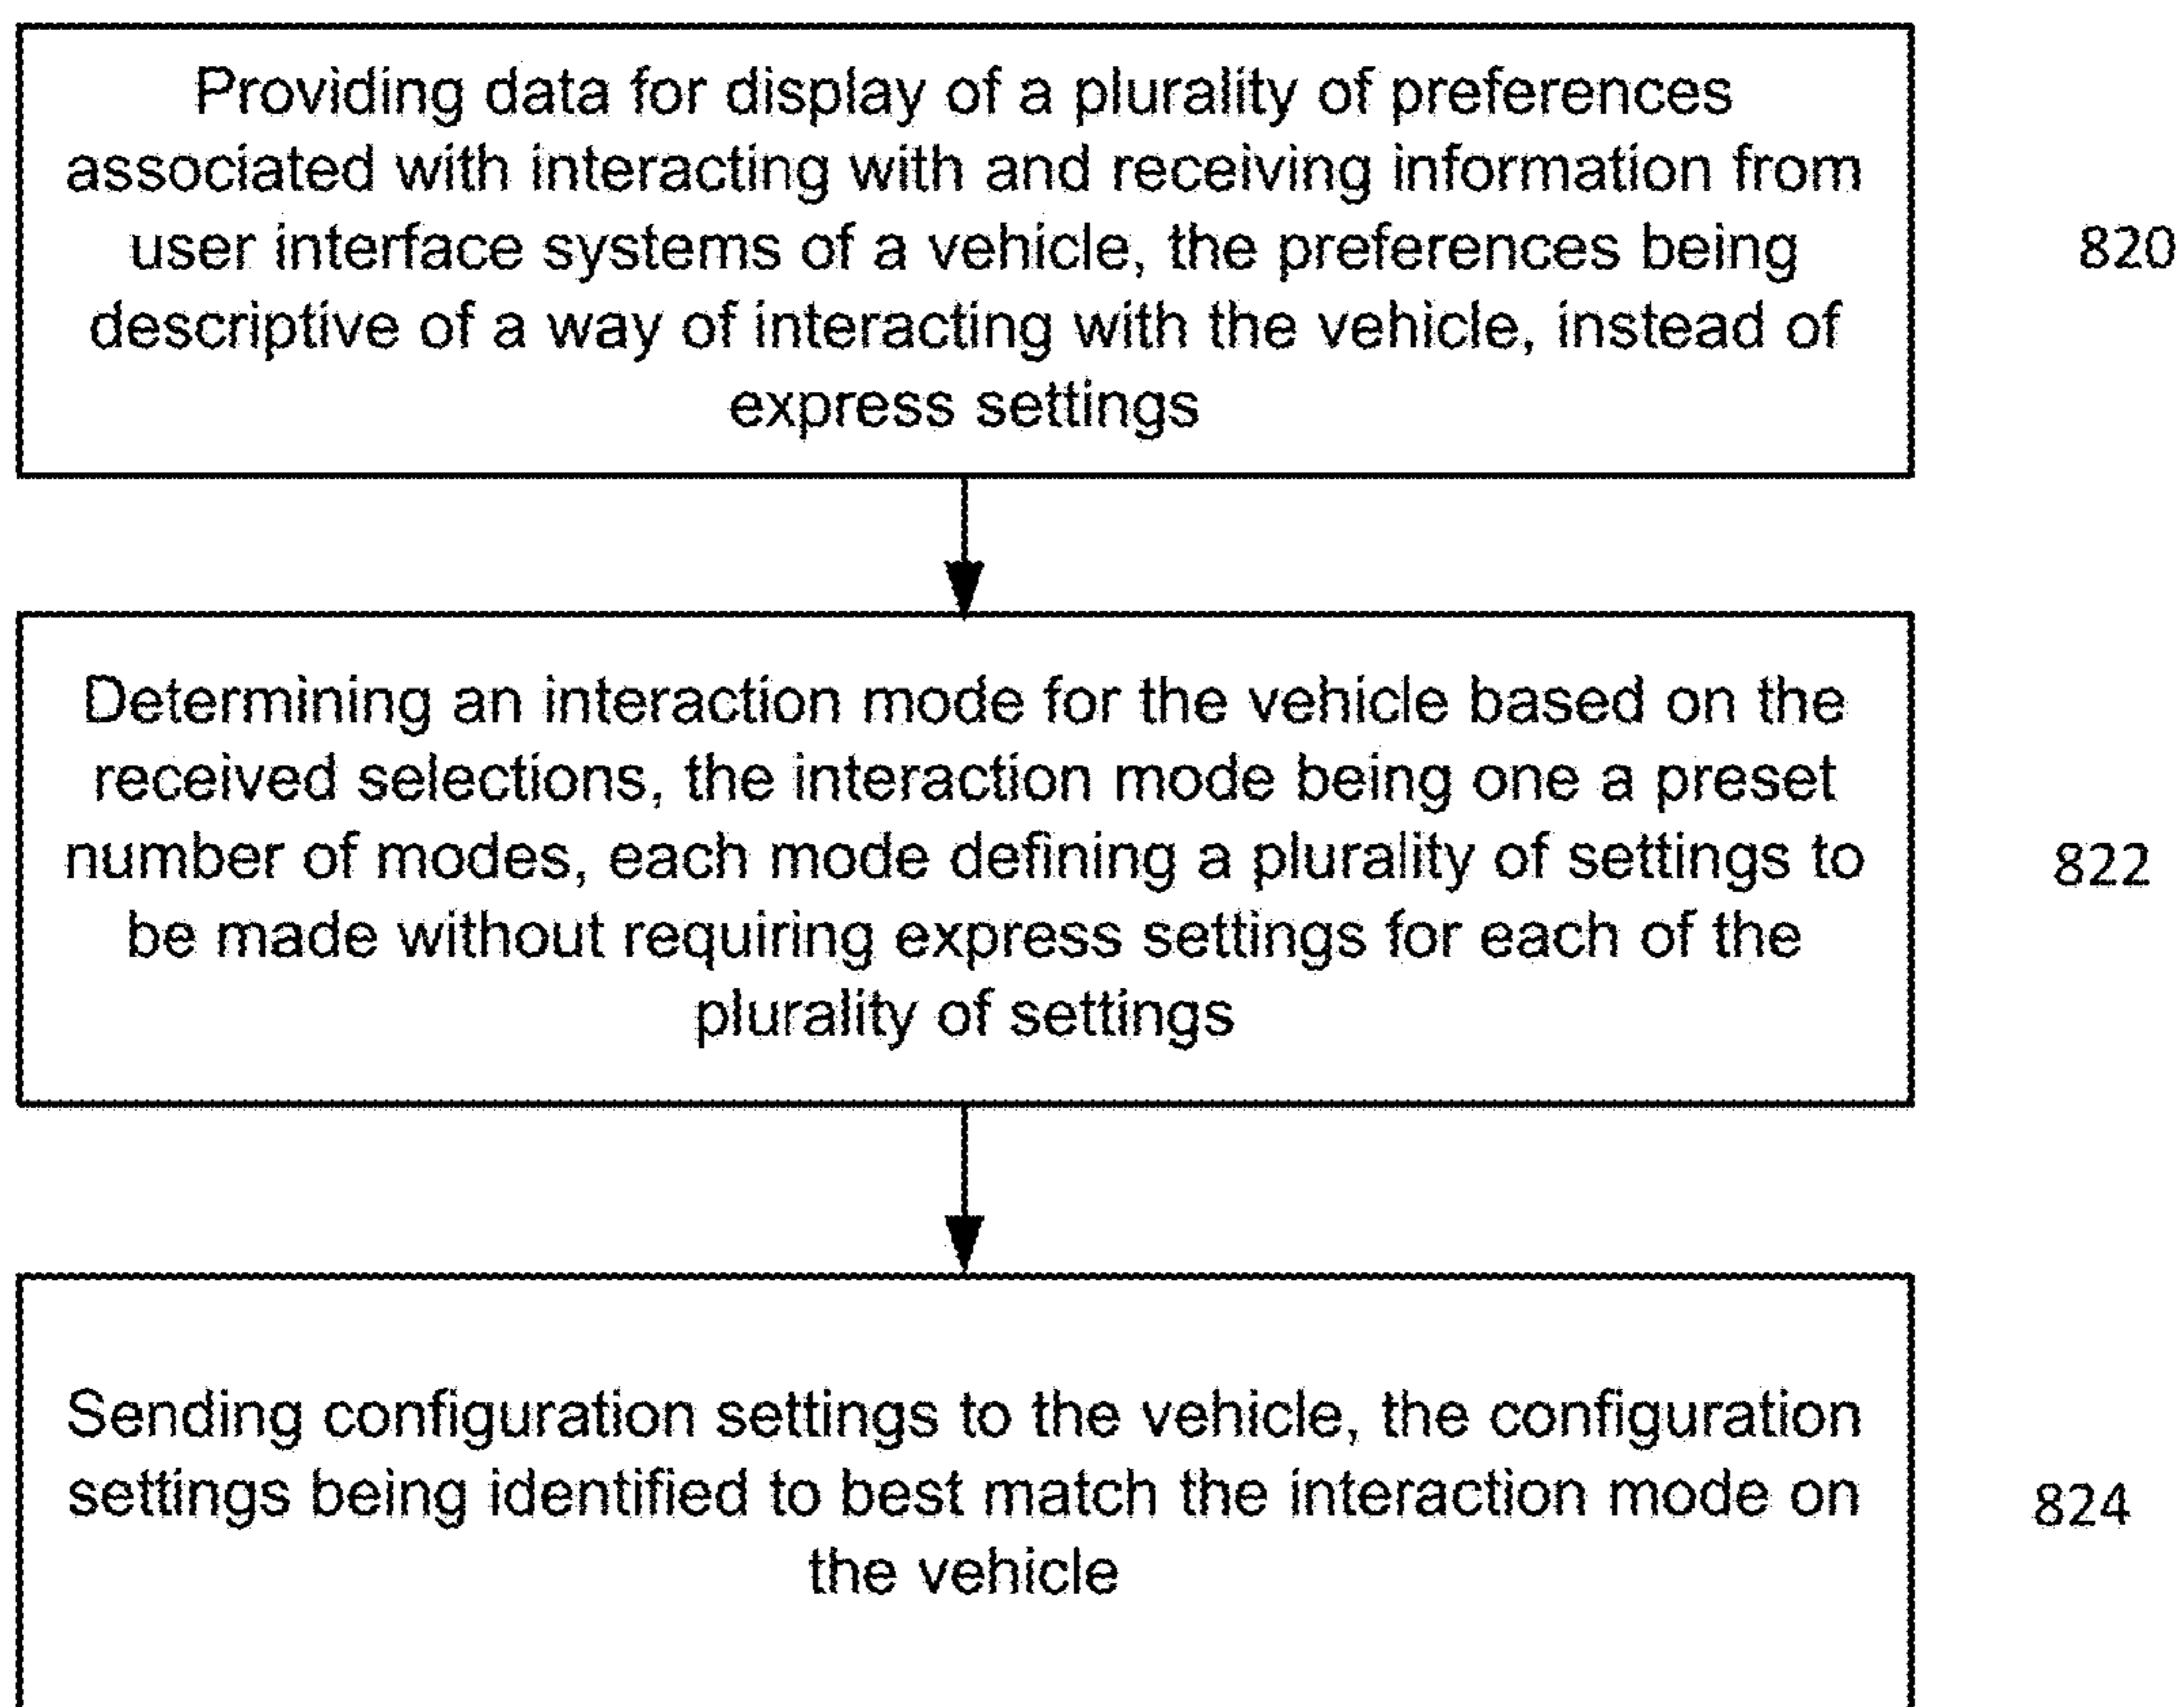 Providing data for display of a plurality of preferences
associated with interacting with and receiving information from
user interface systems of a vehicle, the preferences being
descriptive of a way of interacting with the vehicle, instead of
express settings
820
Determining an interaction mode for the vehicle based on the
received selections, the interaction mode being one a preset
number of modes, each mode defining a plurality of settings to
be made without requiring express settings for each of the
plurality of settings
822
Sending configuration settings to the vehicle, the configuration
settings being identified to best match the interaction mode on
the vehicle
824